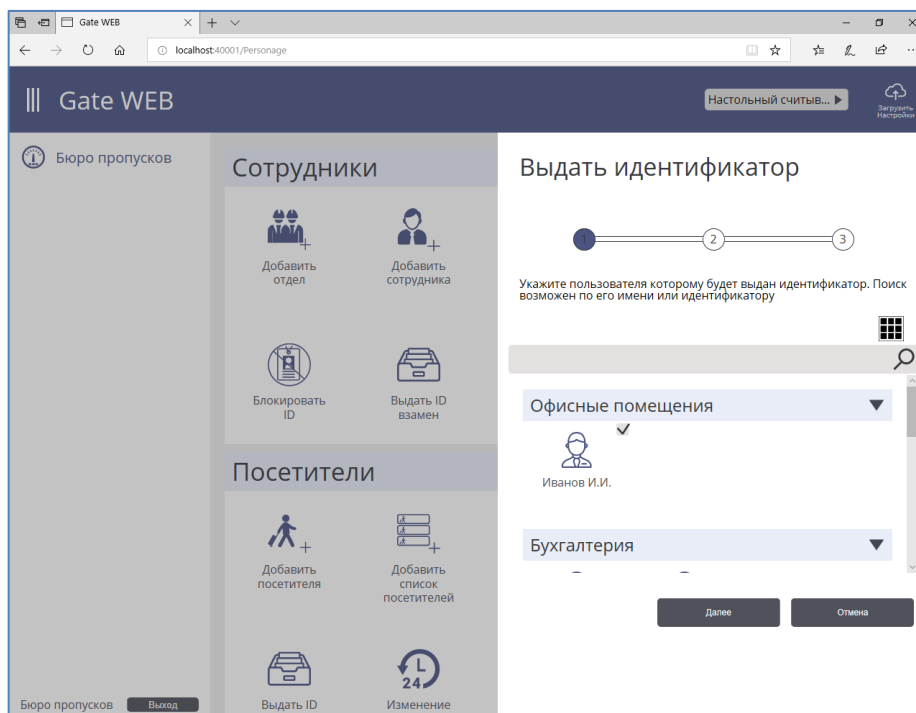 Gate WEB
localhost:40001/Personage
Gate WEB
Настольный считыв...
Загрузить
Настройки
Бюро пропусков
Сотрудники
Добавить
отдел
Добавить
сотрудника
Блокировать
ID
Выдать ID
взамен
Посетители
Добавить
посетителя
Добавить
список
посетителей
Выдать ID
24
Изменение
Бюро пропусков
Выход
Выдать идентификатор
1
2
3
Укажите пользователя которому будет выдан идентификатор. Поиск
возможен по его имени или идентификатору
Офисные помещения
Иванов И.И.
Бухгалтерия
Далее
Отмена